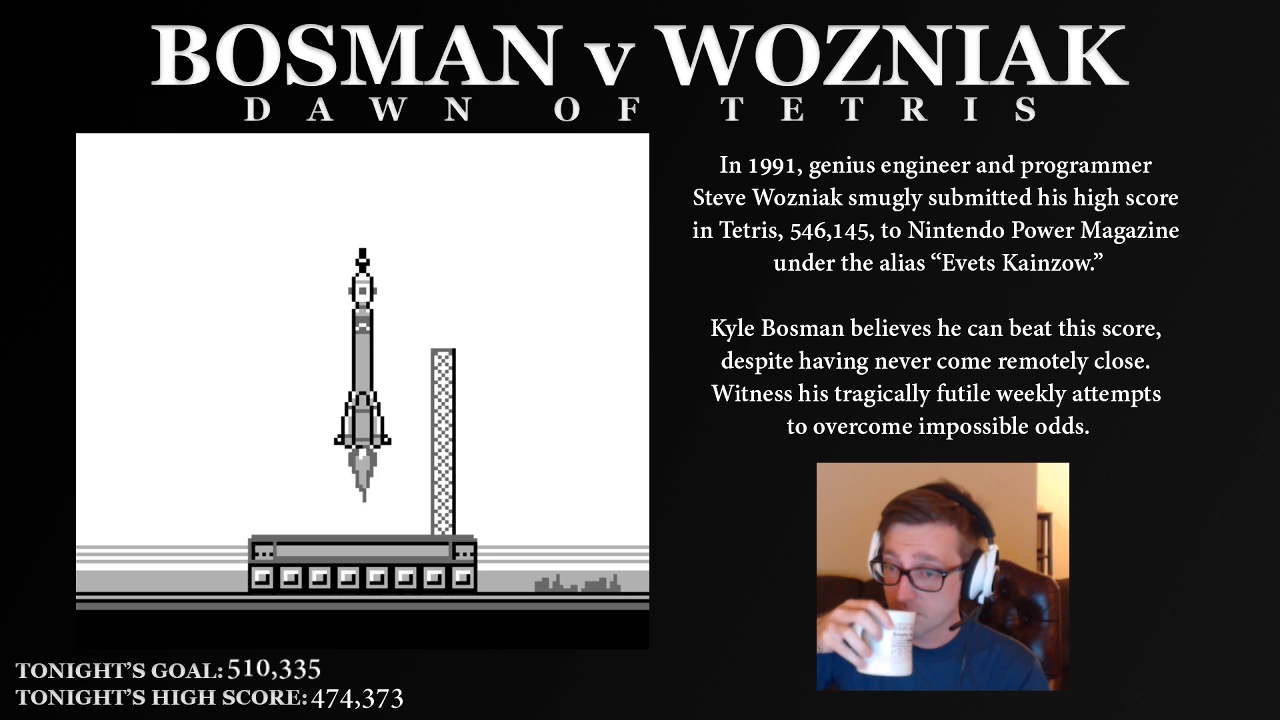 BOSMAN v WOZNIAK
DAWN OF TETRIS
In 1991, genius engineer and programmer
Steve Wozniak smugly submitted his high score
in Tetris, 546,145, to Nintendo Power Magazine
under the alias “Evets Kainzow.”
Kyle Bosman believes he can beat this score,
despite having never come remotely close.
Witness his tragically futile weekly attempts
to overcome impossible odds.
TONIGHT’S GOAL: 510,335
TONIGHT’S HIGH SCORE: 474,373